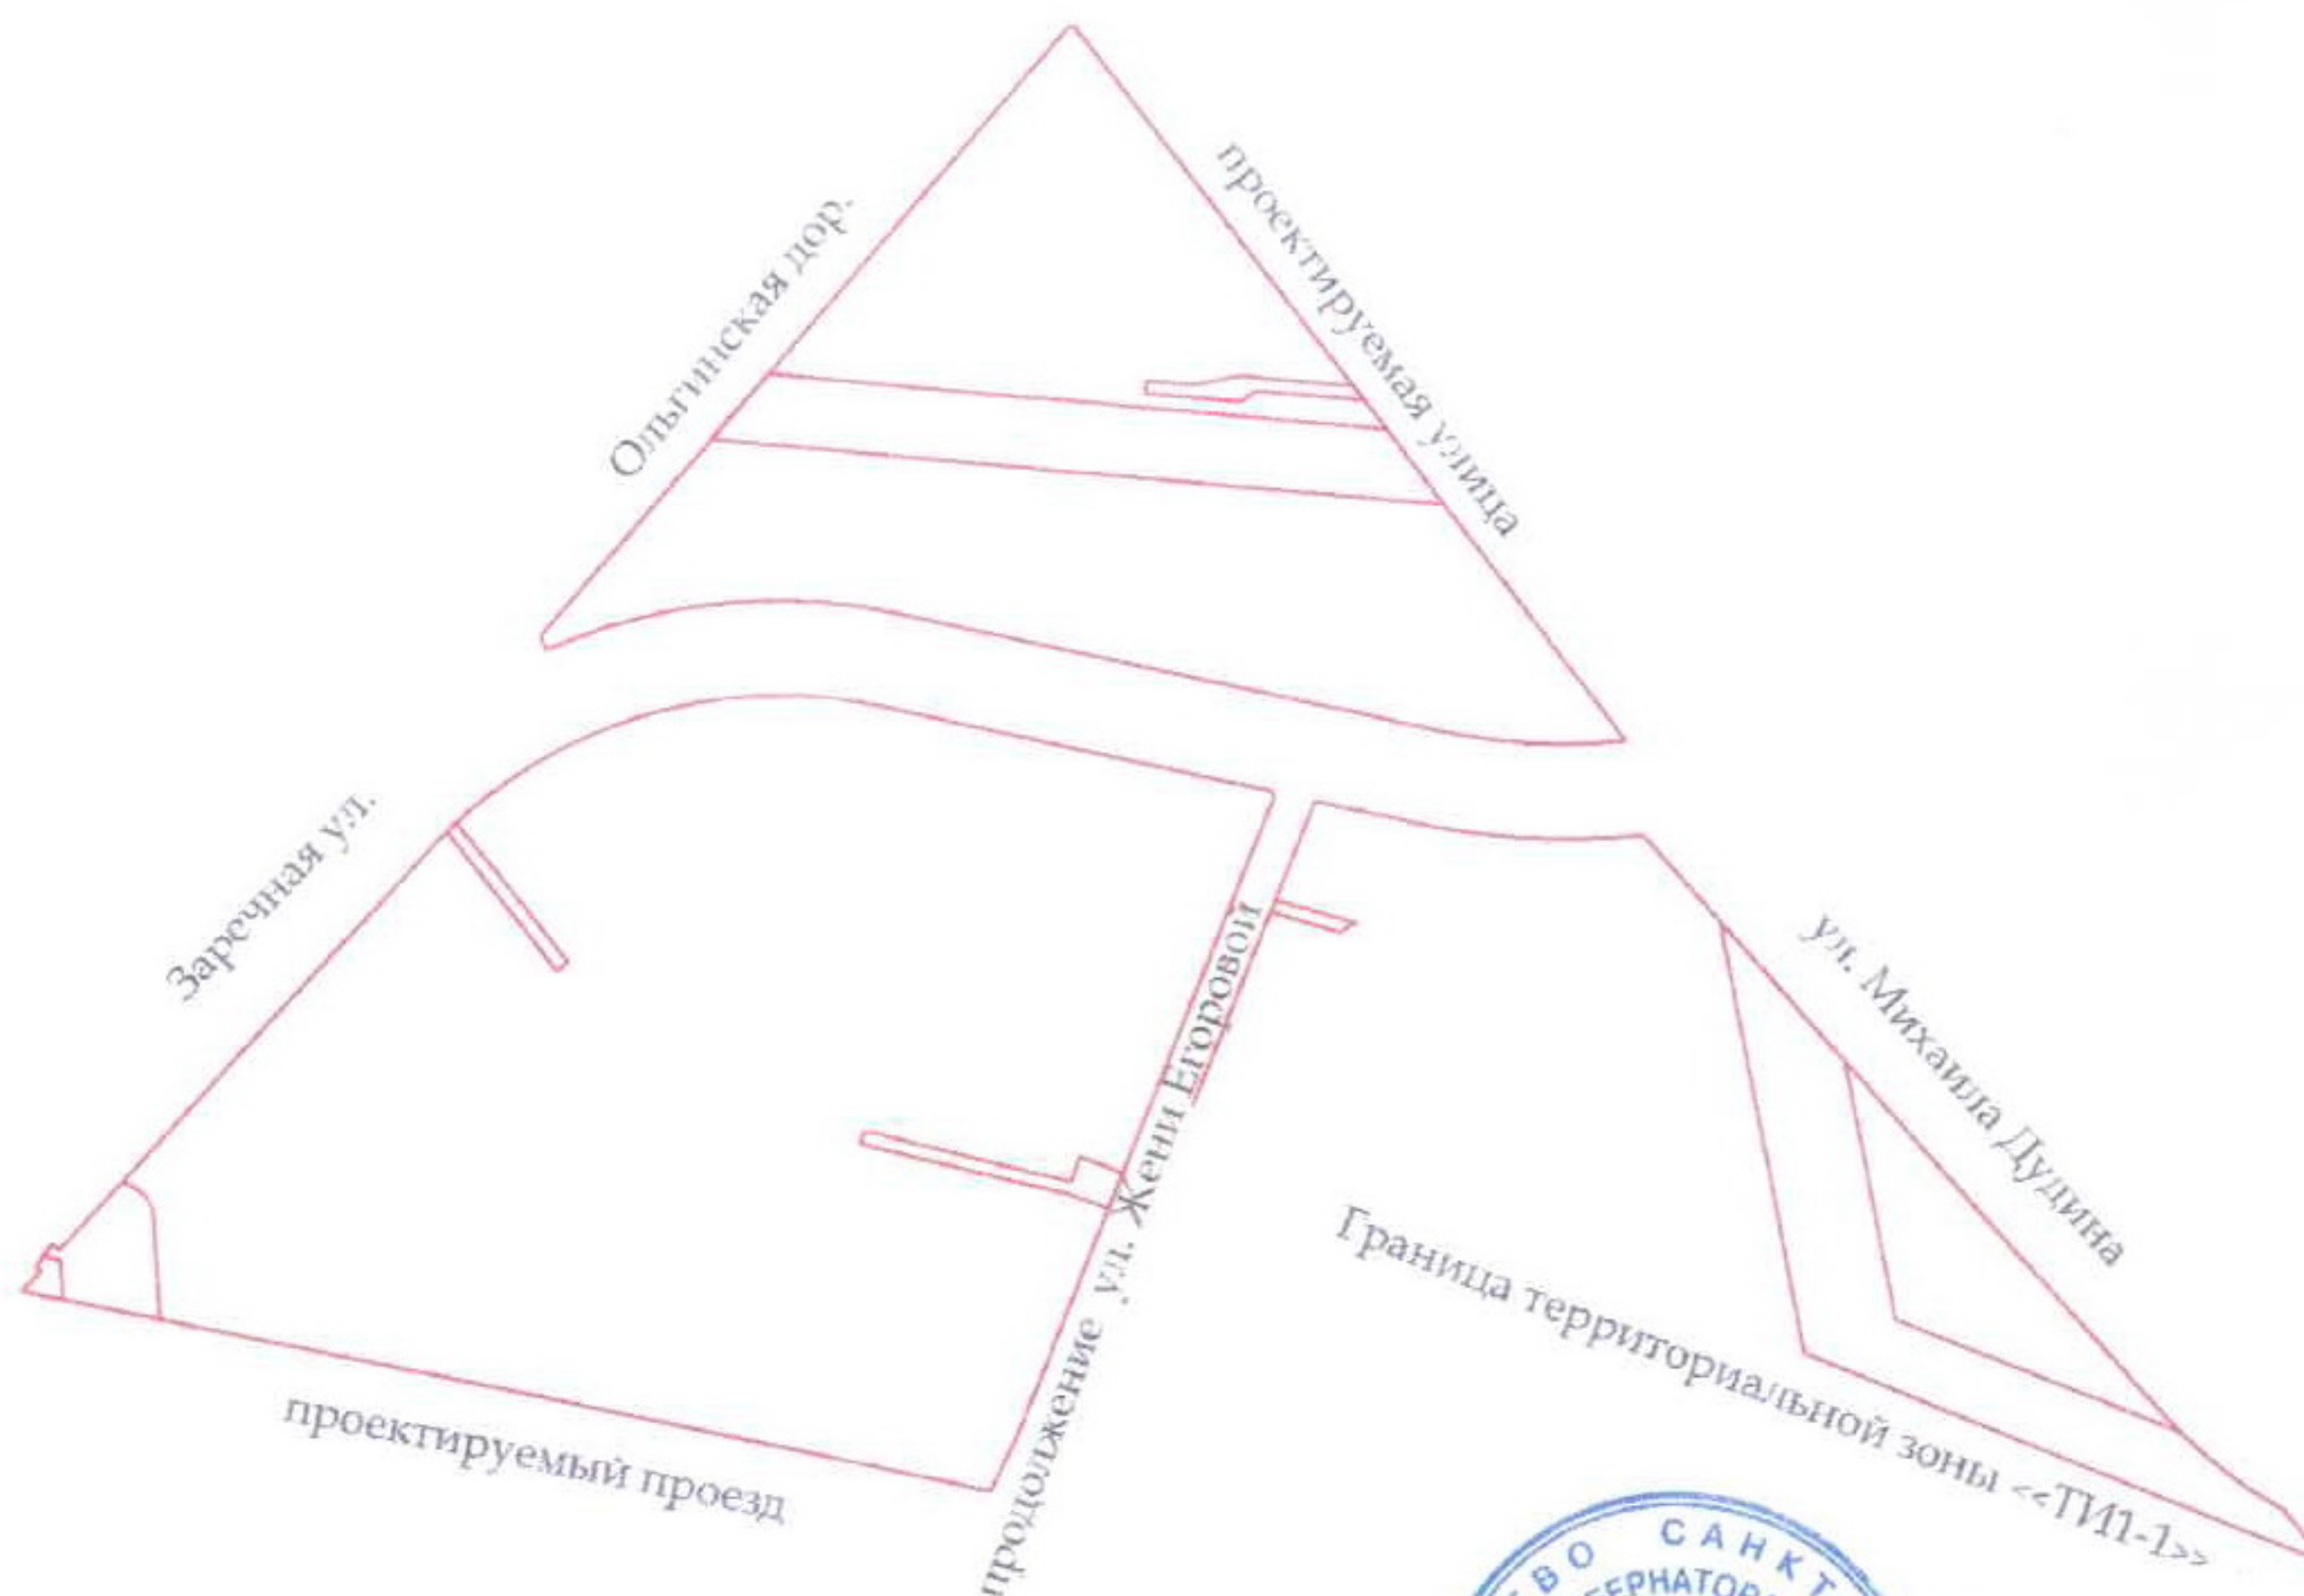 Ольгинская дор.
проектируемая улица
Заречная ул.
ул. Михаила Дудина
продолжение ул. Жени Егоровой
Граница территориальной зоны <<ТИ1-1>>
проектируемый проезд
САНКТ